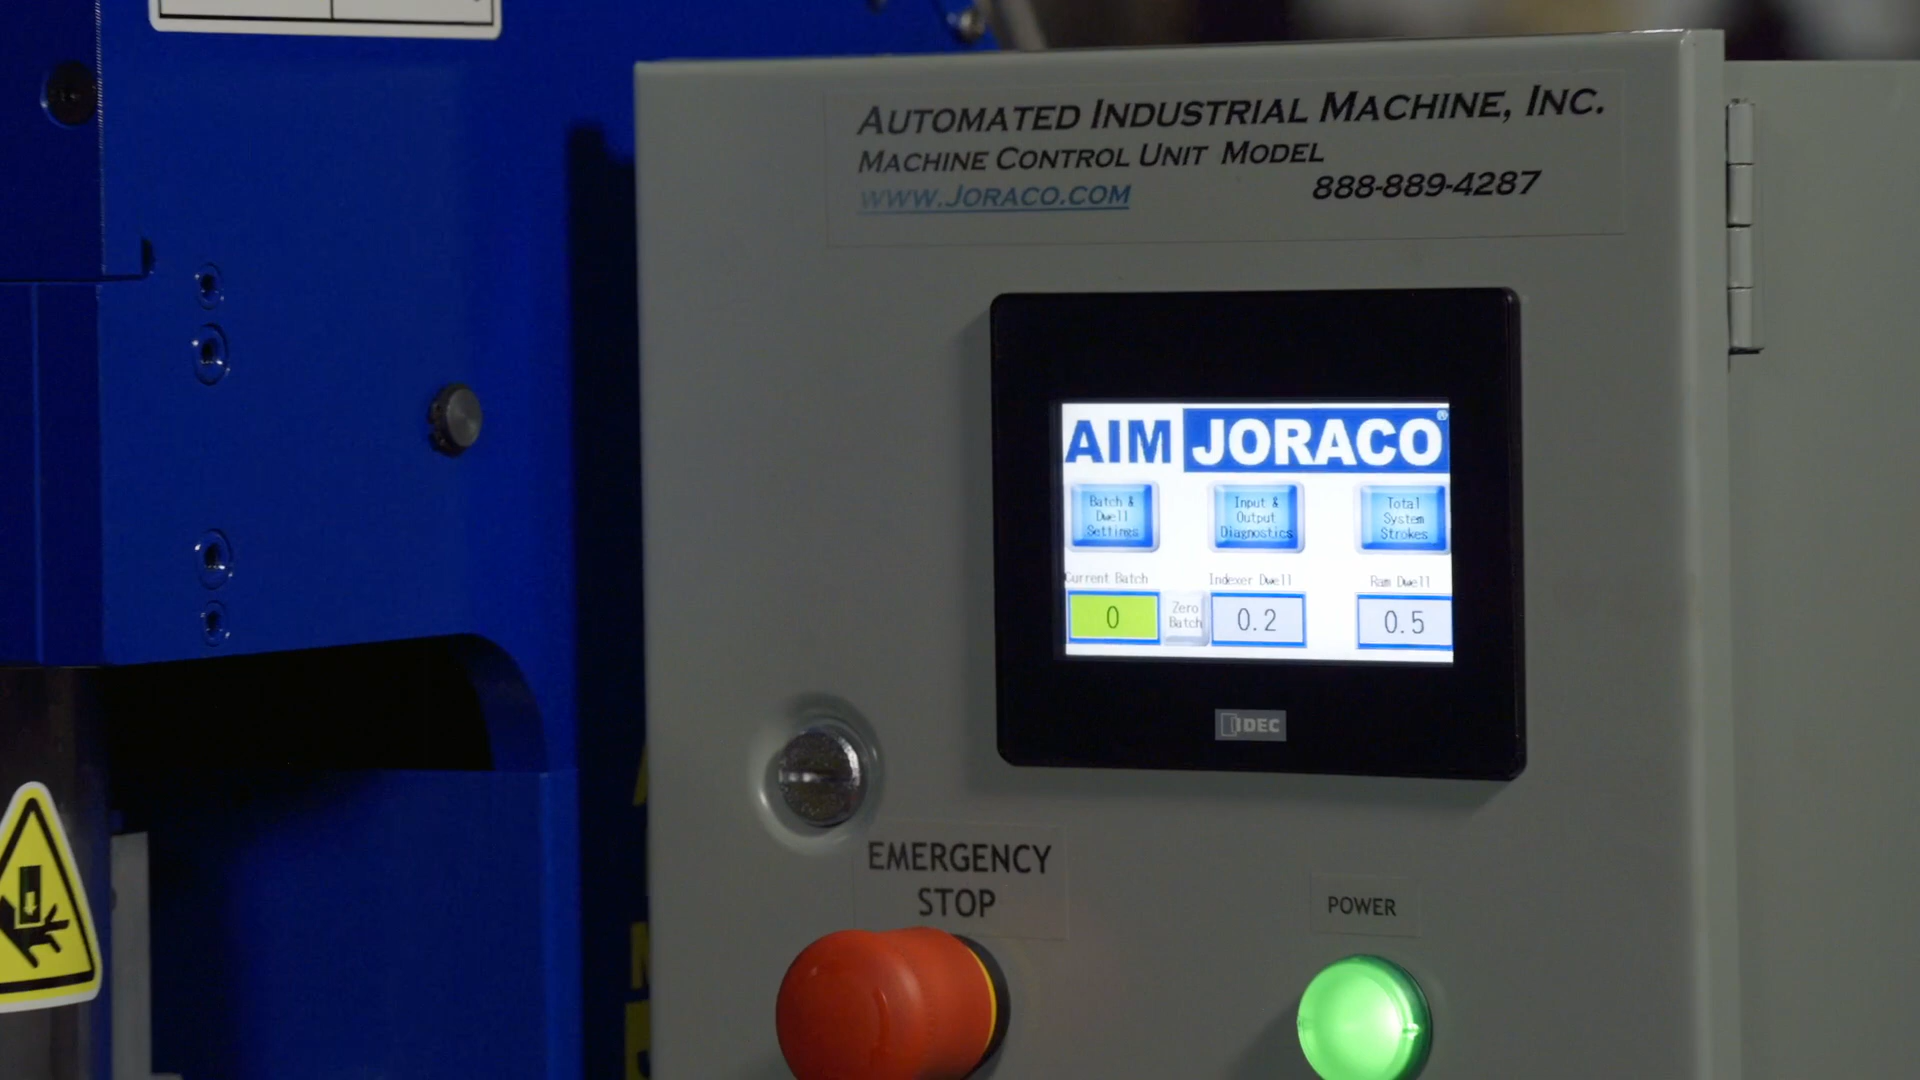 AUTOMATED INDUSTRIAL MACHINE, INC.
MACHINE CONTROL UNIT MODEL
WWW.JORACO.COM
888-889-4287
AIM JORACO®
Batch &
Dwell
Settings
Input &
Output
Diagnostics
Total
System
Strokes
Current Batch
Indexer Dwell
Ram Dwell
0
Zero
Batch
0.2
0.5
IDEC
EMERGENCY
STOP
POWER